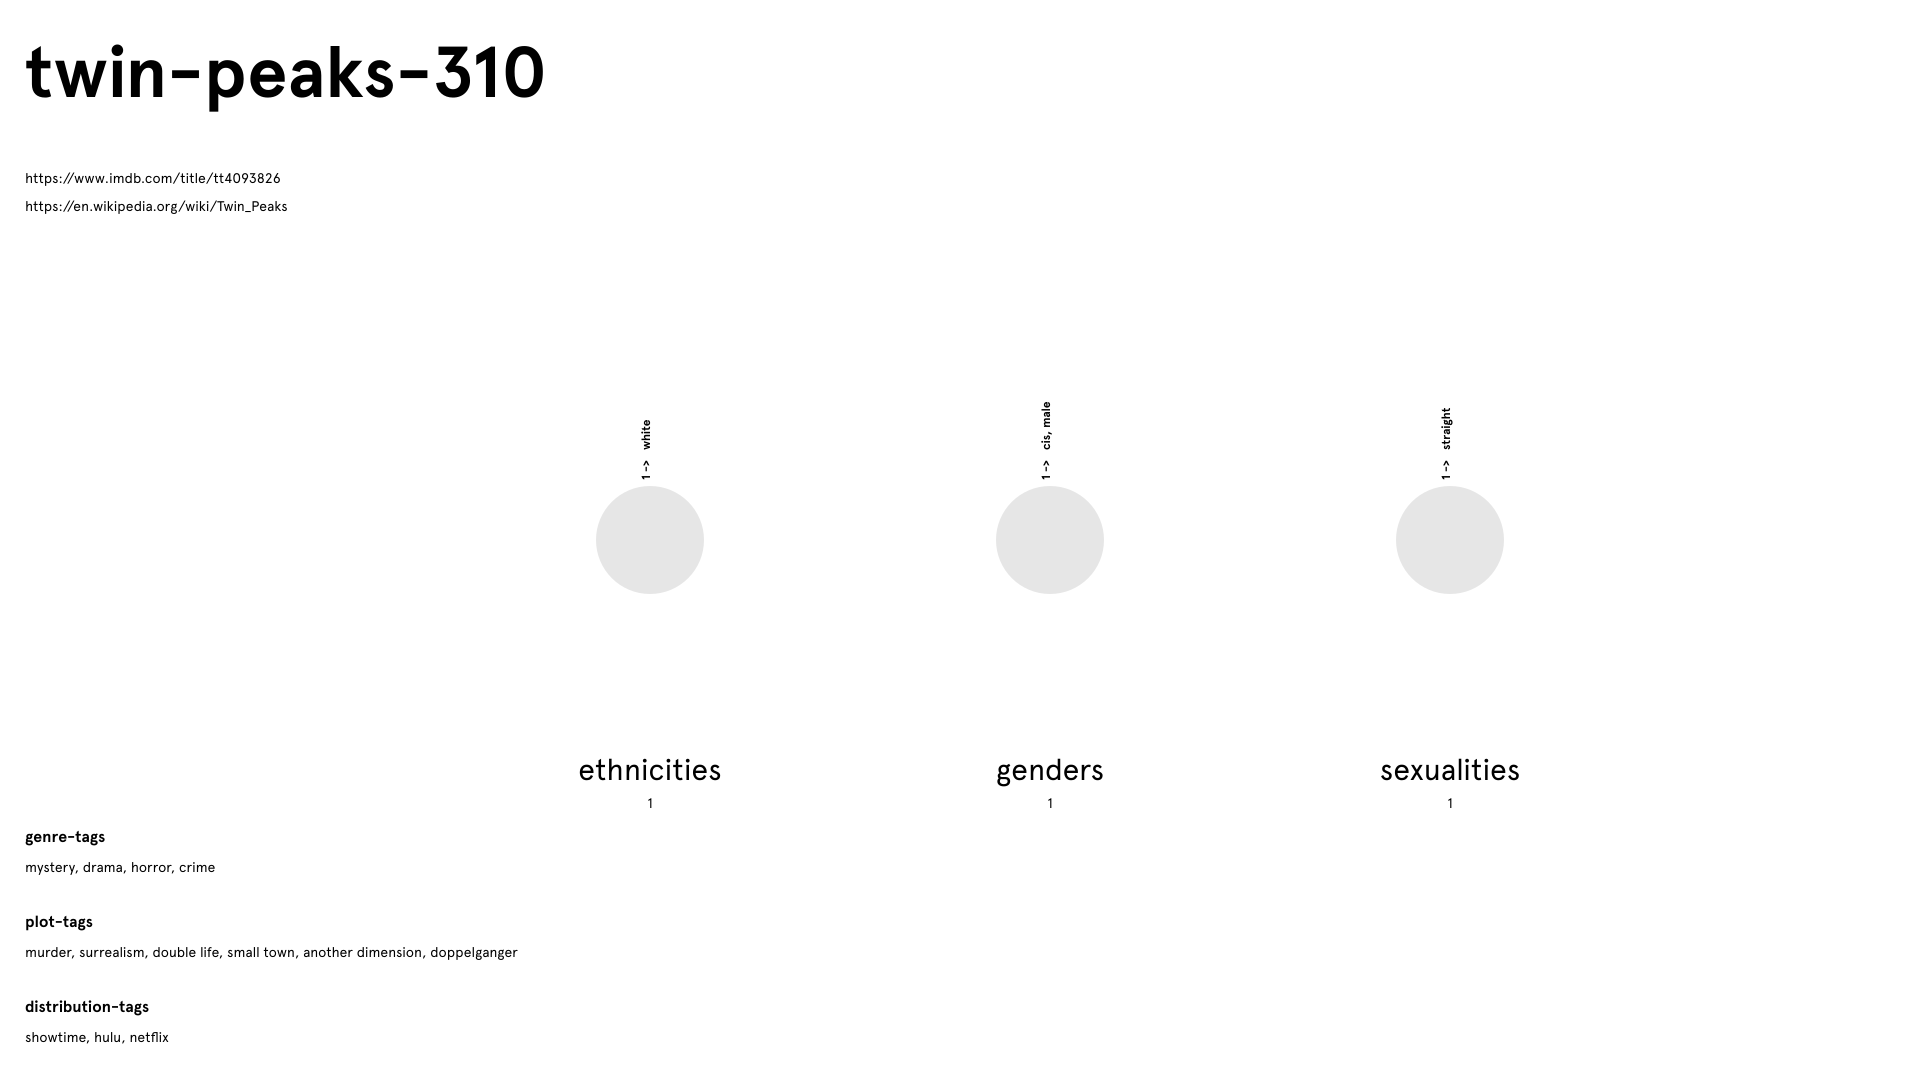 twin-peaks-310
https://www.imdb.com/title/tt4093826
https://en.wikipedia.org/wiki/Twin_Peaks
1 -> white
1 -> cis, male
1 -> straight
ethnicities
1
genders
1
sexualities
1
genre-tags
mystery, drama, horror, crime
plot-tags
murder, surrealism, double life, small town, another dimension, doppelganger
distribution-tags
showtime, hulu, netflix